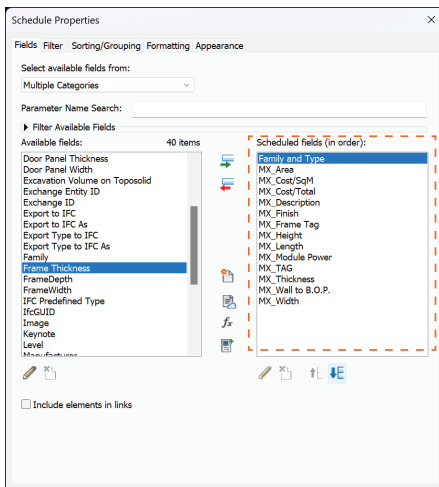 Schedule Properties
Fields Filter Sorting/Grouping Formatting Appearance
Select available fields from:
Multiple Categories
Parameter Name Search:
Filter Available Fields
Available fields: 40 items
Door Panel Thickness
Door Panel Width
Excavation Volume on Toposolid
Exchange Entity ID
Exchange ID
Export to IFC
Export to IFC As
Export Type to IFC
Export Type to IFC As
Family
Frame Thickness
FrameDepth
FrameWidth
IFC Predefined Type
IfcGUID
Image
Keynote
Level
Manufacturer
fx
Scheduled fields (in order):
Family and Type
MX_Area
MX_Cost/SqM
MX_Cost/Total
MX_Description
MX_Finish
MX_Frame Tag
MX_Height
MX_Length
MX_Module Power
MX_TAG
MX_Thickness
MX_Wall to B.O.P.
MX_Width
Include elements in links